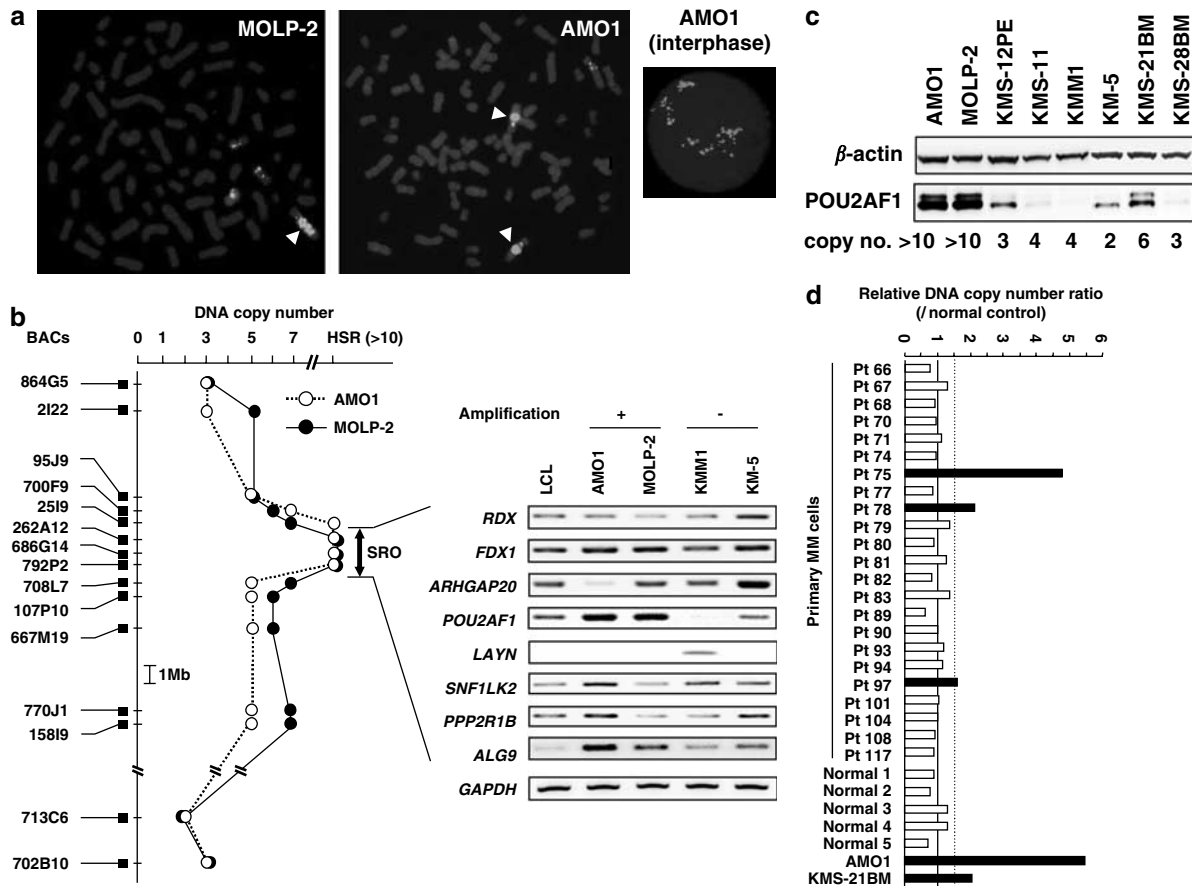 a
MOLP-2
AMO1
AMO1
(interphase)
b
DNA copy number
BACs
0 1 3 5 7 HSR (>10)
864G5
2I22
95J9
700F9
25I9
262A12
686G14
792P2
708L7
107P10
667M19
770J1
158I9
713C6
702B10
AMO1
MOLP-2
SRO
1Mb
Amplification + -
LCL
AMO1
MOLP-2
KMM1
KM-5
RDX
FDX1
ARHGAP20
POU2AF1
LAYN
SNF1LK2
PPP2R1B
ALG9
GAPDH
c
AMO1
MOLP-2
KMS-12PE
KMS-11
KMM1
KM-5
KMS-21BM
KMS-28BM
β-actin
POU2AF1
copy no. >10 >10 3 4 4 2 6 3
d
Relative DNA copy number ratio
(/ normal control)
0 1 2 3 4 5 6
Primary MM cells
Pt 66
Pt 67
Pt 68
Pt 70
Pt 71
Pt 74
Pt 75
Pt 77
Pt 78
Pt 79
Pt 80
Pt 81
Pt 82
Pt 83
Pt 89
Pt 90
Pt 93
Pt 94
Pt 97
Pt 101
Pt 104
Pt 108
Pt 117
Normal 1
Normal 2
Normal 3
Normal 4
Normal 5
AMO1
KMS-21BM